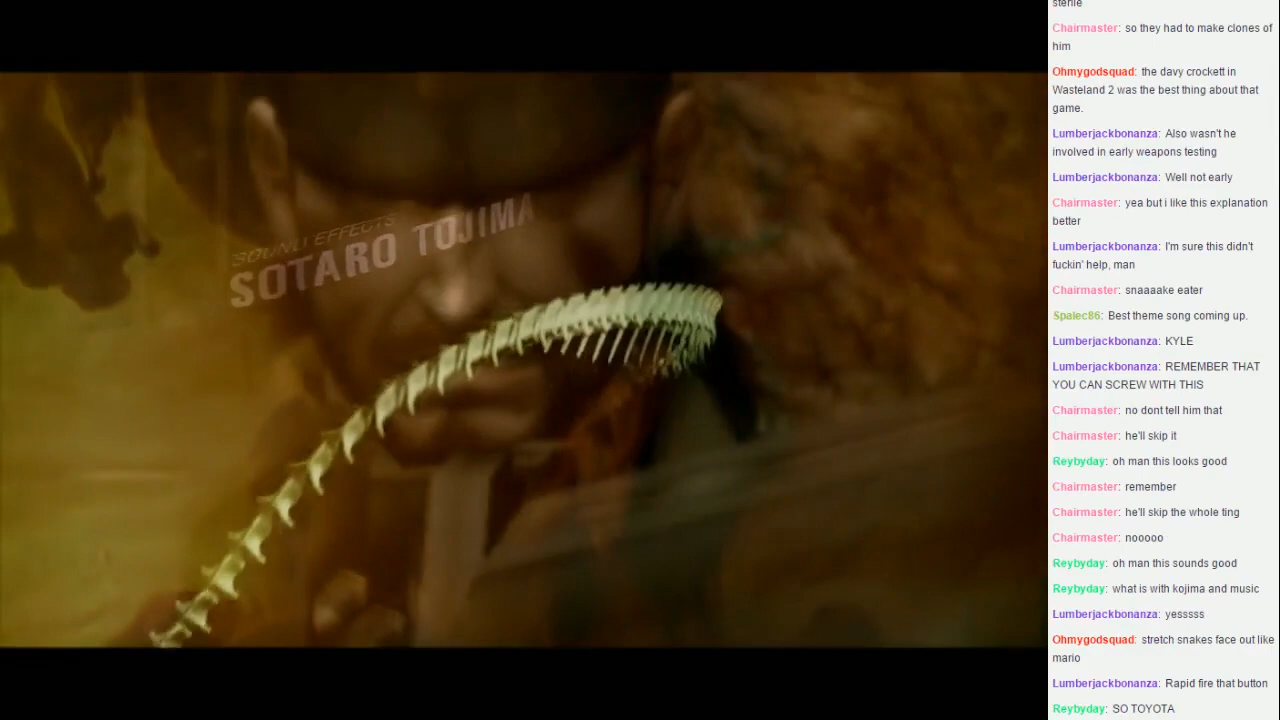 SOUND EFFECTS
SOTARO TOJIMA
sterile
Chairmaster: so they had to make clones of
him
Ohmygodsquad: the davy crockett in
Wasteland 2 was the best thing about that
game.
Lumberjackbonanza: Also wasn't he
involved in early weapons testing
Lumberjackbonanza: Well not early
Chairmaster: yea but i like this explanation
better
Lumberjackbonanza: I'm sure this didn't
fuckin' help, man
Chairmaster: snaaaake eater
Spalec86: Best theme song coming up.
Lumberjackbonanza: KYLE
Lumberjackbonanza: REMEMBER THAT
YOU CAN SCREW WITH THIS
Chairmaster: no dont tell him that
Chairmaster: he'll skip it
Reybyday: oh man this looks good
Chairmaster: remember
Chairmaster: he'll skip the whole ting
Chairmaster: nooooo
Reybyday: oh man this sounds good
Reybyday: what is with kojima and music
Lumberjackbonanza: yesssss
Ohmygodsquad: stretch snakes face out like
mario
Lumberjackbonanza: Rapid fire that button
Reybyday: SO TOYOTA